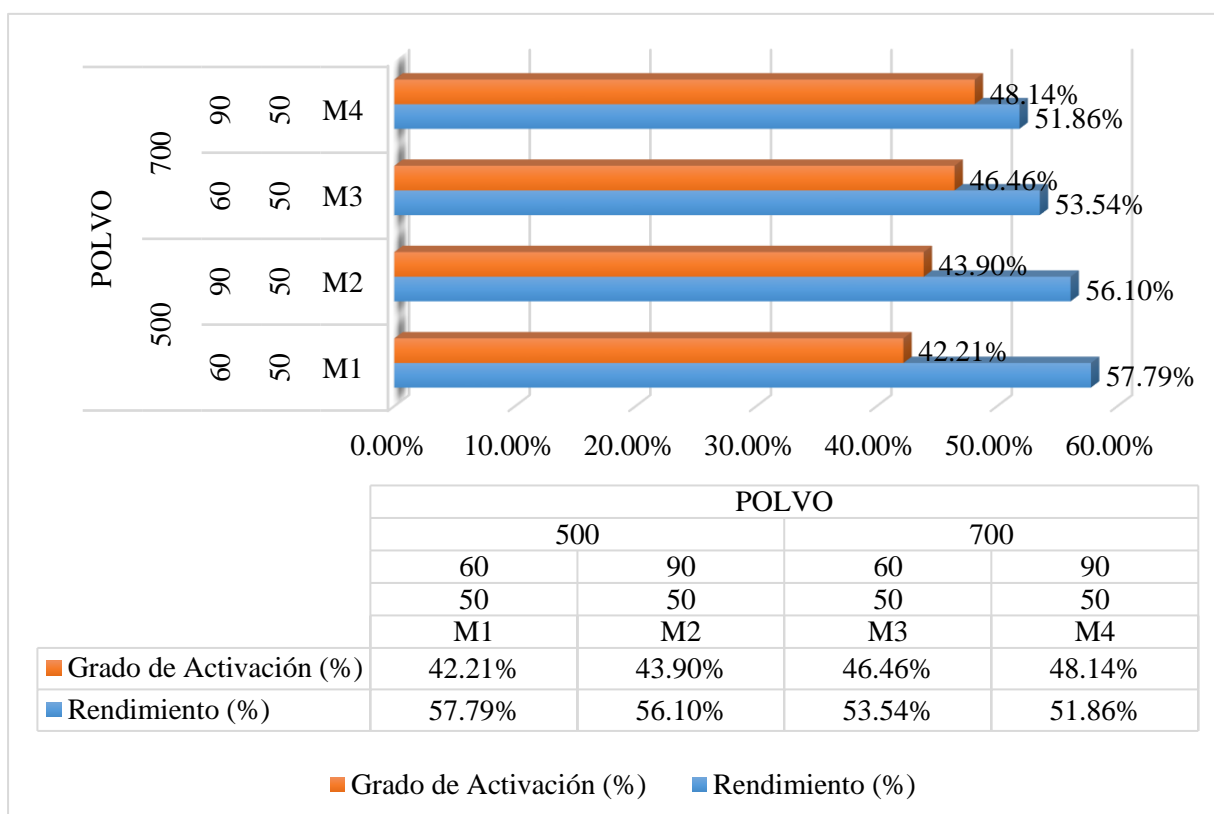 POLVO
700
90 50 M4
48.14%
51.86%
60 50 M3
46.46%
53.54%
500
90 50 M2
43.90%
56.10%
60 50 M1
42.21%
57.79%
0.00% 10.00% 20.00% 30.00% 40.00% 50.00% 60.00%
POLVO
500 700
60 90 60 90
50 50 50 50
M1 M2 M3 M4
Grado de Activación (%) 42.21% 43.90% 46.46% 48.14%
Rendimiento (%) 57.79% 56.10% 53.54% 51.86%
Grado de Activación (%) Rendimiento (%)